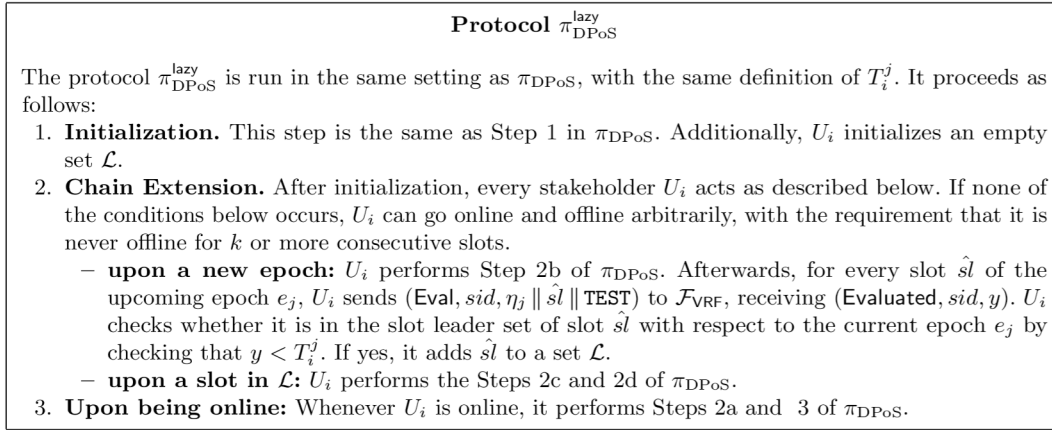 Protocol π_DPoS^lazy
The protocol π_DPoS^lazy is run in the same setting as π_DPoS, with the same definition of T_i^j. It proceeds as
follows:
1. Initialization. This step is the same as Step 1 in π_DPoS. Additionally, U_i initializes an empty
set ℒ.
2. Chain Extension. After initialization, every stakeholder U_i acts as described below. If none of
the conditions below occurs, U_i can go online and offline arbitrarily, with the requirement that it is
never offline for k or more consecutive slots.
– upon a new epoch: U_i performs Step 2b of π_DPoS. Afterwards, for every slot ŝl of the
upcoming epoch e_j, U_i sends (Eval, sid, η_j ∥ ŝl ∥ TEST) to ℱ_VRF, receiving (Evaluated, sid, y). U_i
checks whether it is in the slot leader set of slot ŝl with respect to the current epoch e_j by
checking that y < T_i^j. If yes, it adds ŝl to a set ℒ.
– upon a slot in ℒ: U_i performs the Steps 2c and 2d of π_DPoS.
3. Upon being online: Whenever U_i is online, it performs Steps 2a and 3 of π_DPoS.